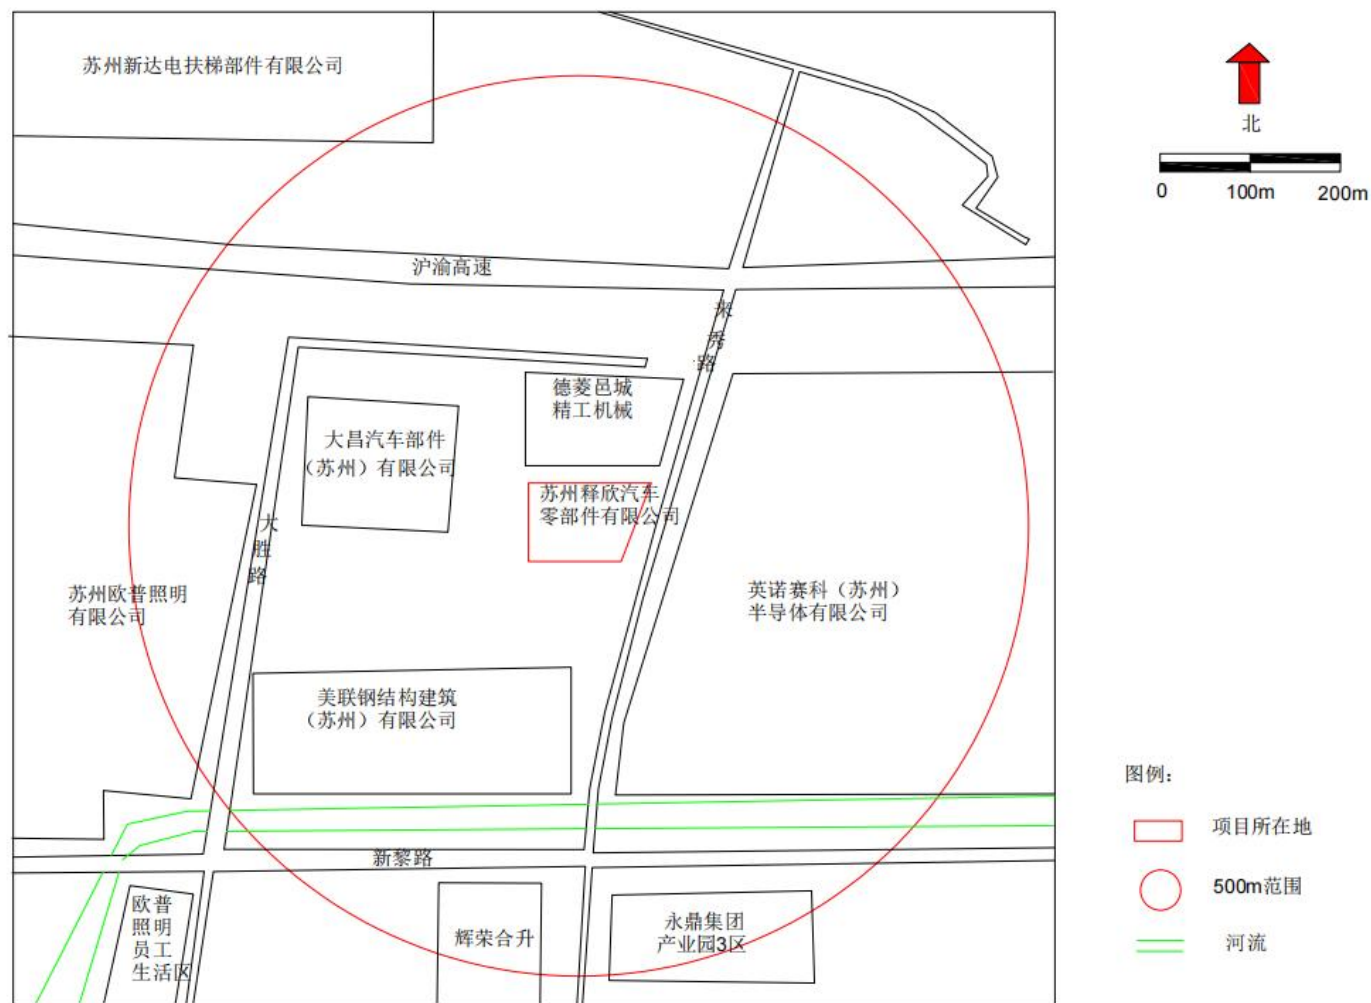 苏州新达电扶梯部件有限公司
北
0
100m
200m
沪渝高速
来
秀
路
德菱邑城
精工机械
大昌汽车部件
（苏州）有限公司
苏州释欣汽车
零部件有限公司
大
胜
路
苏州欧普照明
有限公司
英诺赛科（苏州）
半导体有限公司
美联钢结构建筑
（苏州）有限公司
图例：
项目所在地
500m范围
河流
新黎路
欧普
照明
员工
生活区
辉荣合升
永鼎集团
产业园3区